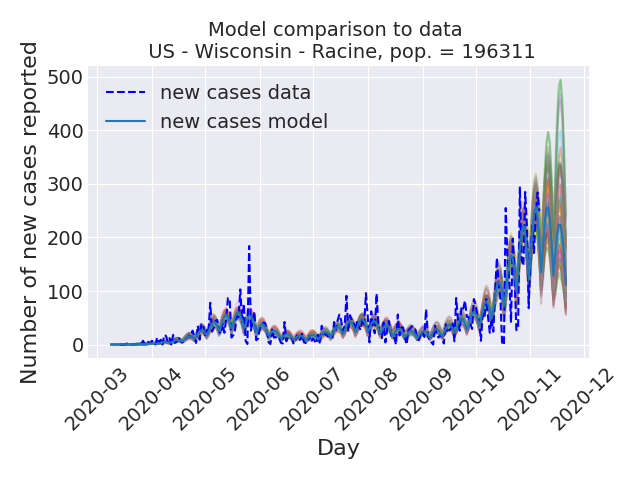 Model comparison to data
US - Wisconsin - Racine, pop. = 196311
Number of new cases reported
500
400
300
200
100
0
new cases data
new cases model
2020-03
2020-04
2020-05
2020-06
2020-07
2020-08
2020-09
2020-10
2020-11
2020-12
Day